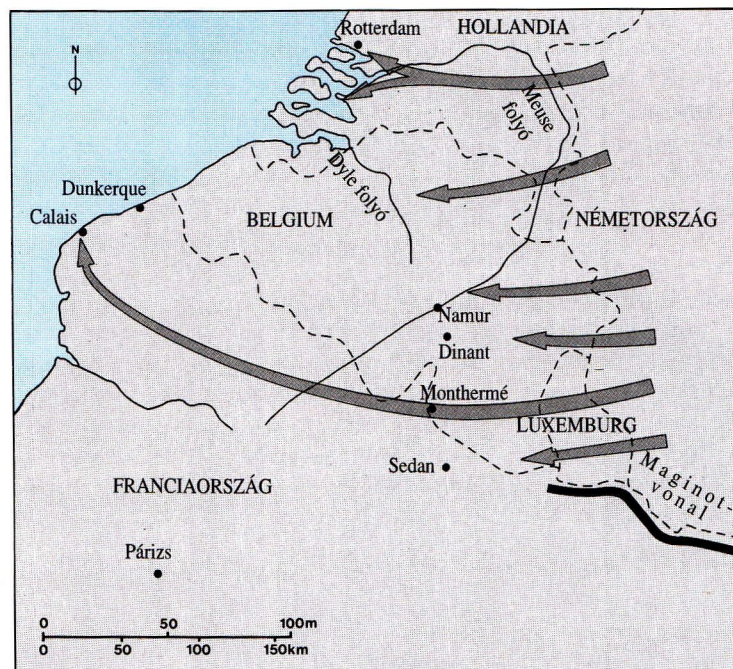 Rotterdam
HOLLANDIA
N
Meuse
folyó
Dyle folyó
Dunkerque
Calais
BELGIUM
NÉMETORSZÁG
Namur
Dinant
Monthermé
LUXEMBURG
Sedan
Maginot-
vonal
FRANCIAORSZÁG
Párizs
0 50 100m
0 50 100 150km